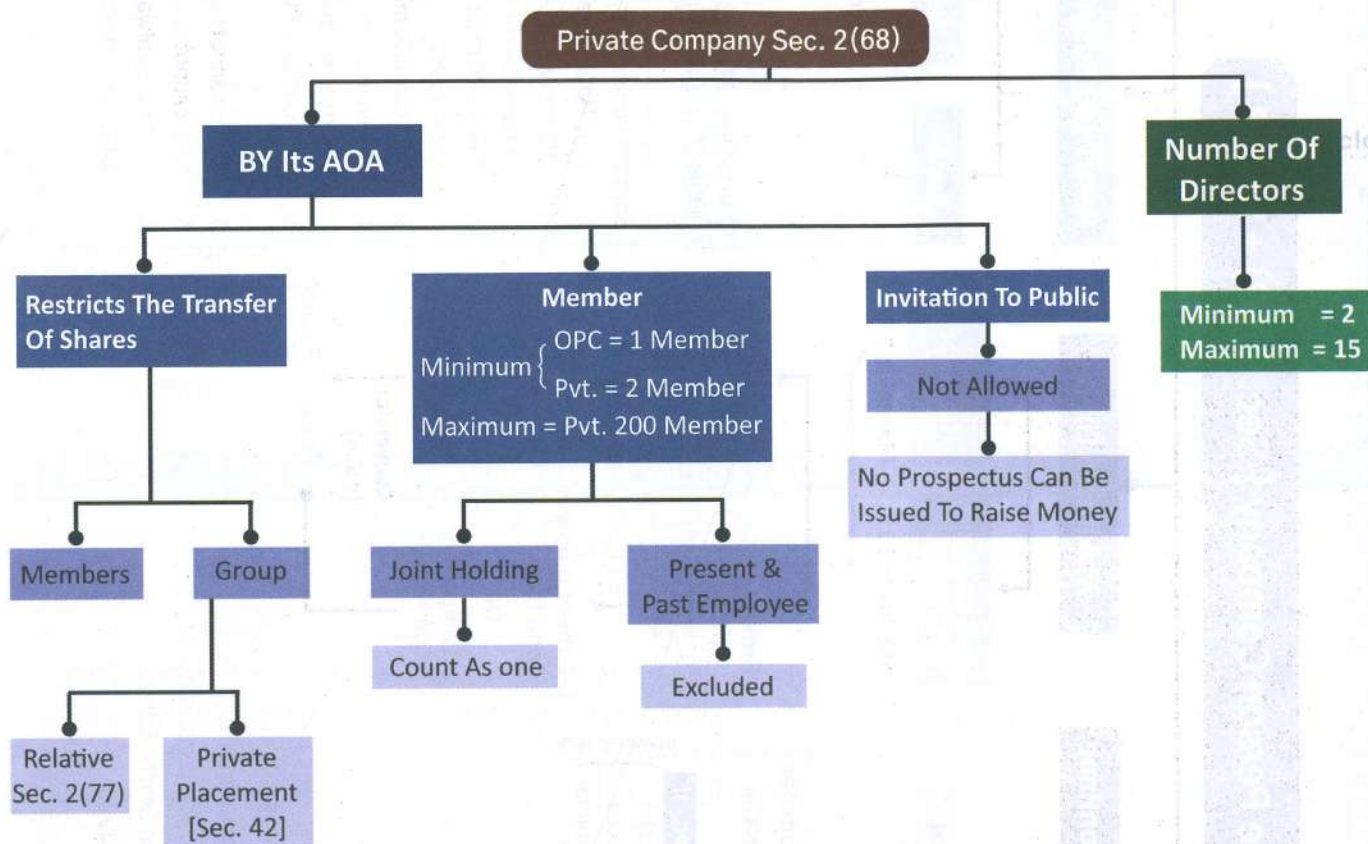 Private Company Sec. 2(68)
BY Its AOA
Number Of
Directors
Restricts The Transfer
Of Shares
Member
Minimum
OPC = 1 Member
Pvt. = 2 Member
Maximum = Pvt. 200 Member
Invitation To Public
Minimum = 2
Maximum = 15
Not Allowed
No Prospectus Can Be
Issued To Raise Money
Members
Group
Joint Holding
Present &
Past Employee
Count As one
Excluded
Relative
Sec. 2(77)
Private
Placement
[Sec. 42]